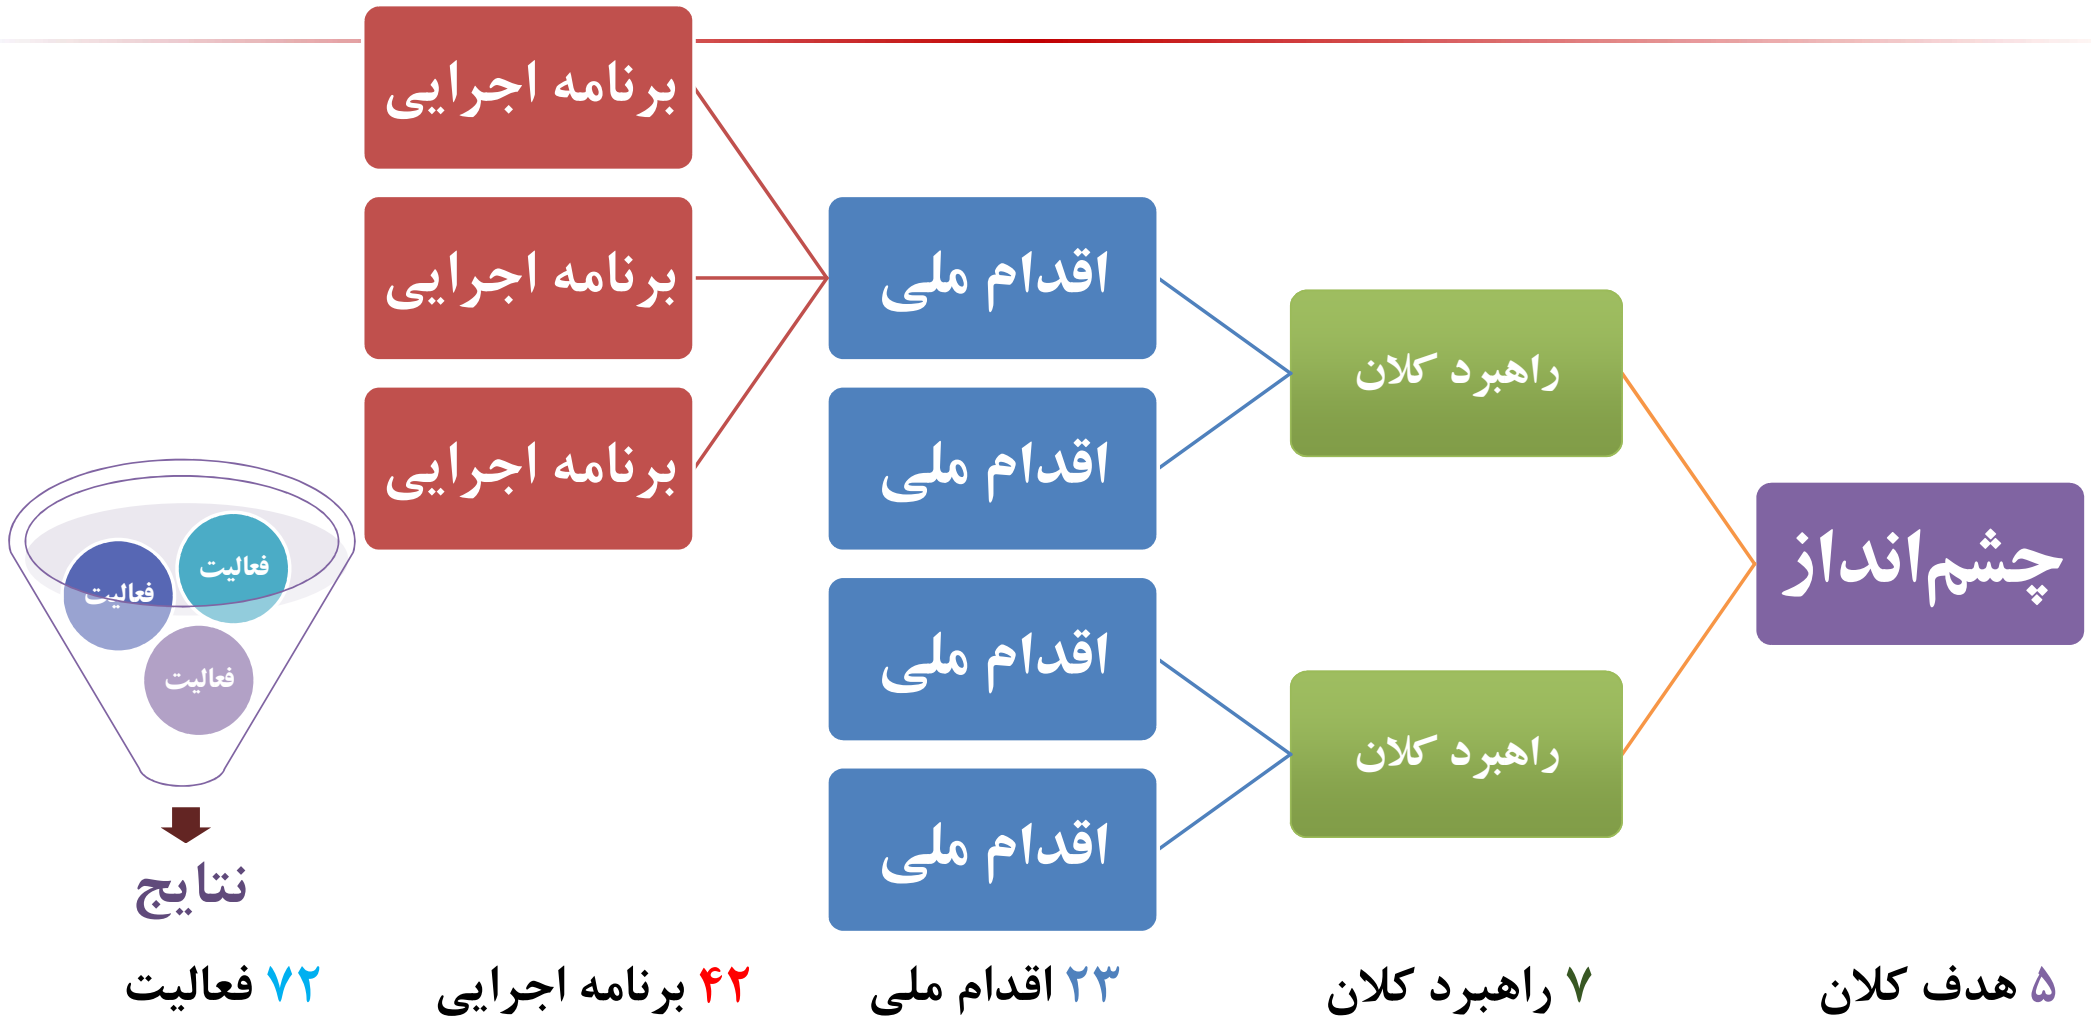 چشم‌انداز
راهبرد کلان
راهبرد کلان
اقدام ملی
اقدام ملی
اقدام ملی
اقدام ملی
برنامه اجرایی
برنامه اجرایی
برنامه اجرایی
فعالیت
فعالیت
فعالیت
نتایج
۵ هدف کلان
۷ راهبرد کلان
۲۳ اقدام ملی
۴۲ برنامه اجرایی
۷۲ فعالیت